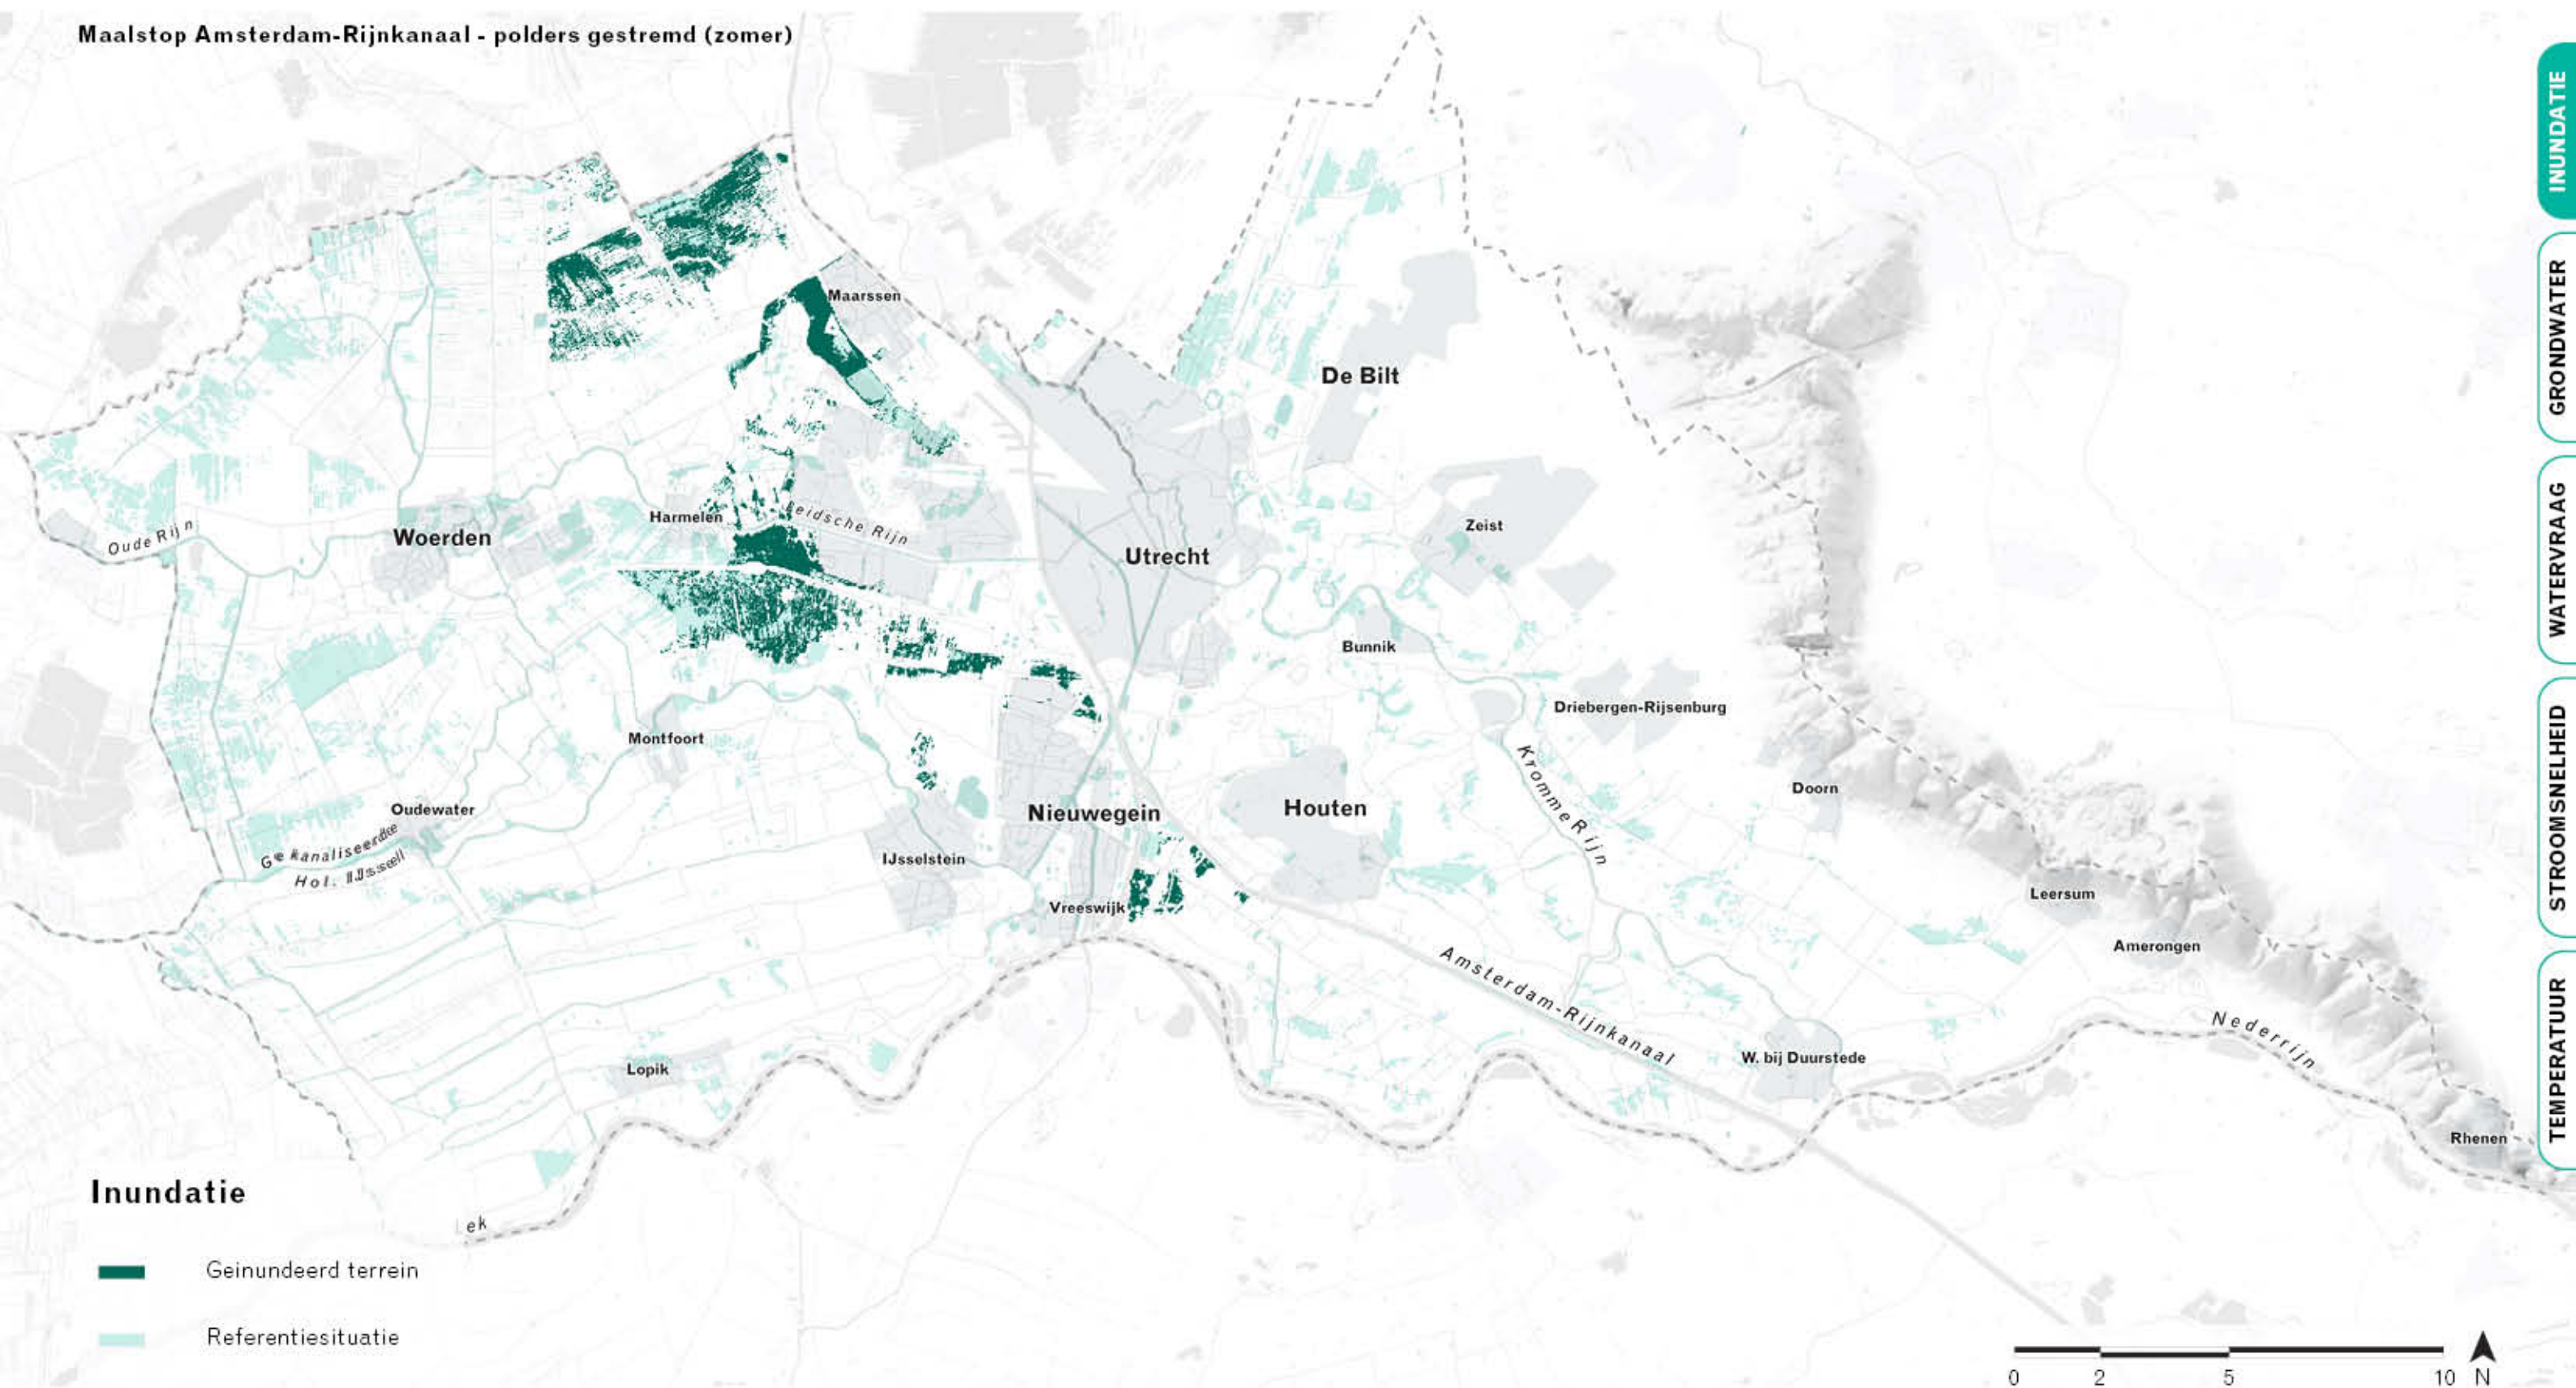 Maalstop Amsterdam-Rijnkanaal - polders gestremd (zomer)
INUNDATIE
GRONDWATER
WATERVRAAG
STROOMSNELHEID
TEMPERATUUR
Maarssen
De Bilt
Harmelen
Leidsche Rijn
Woerden
Oude Rijn
Utrecht
Zeist
Bunnik
Driebergen-Rijsenburg
Montfoort
Kromme Rijn
Doorn
Oudewater
Gekanaliseerde
Hol. IJssel
Nieuwegein
Houten
IJsselstein
Vreeswijk
Leersum
Amerongen
Amsterdam-Rijnkanaal
W. bij Duurstede
Nederrijn
Lopik
Rhenen
Lek
Inundatie
Geinundeerd terrein
Referentiesituatie
0 2 5 10 N